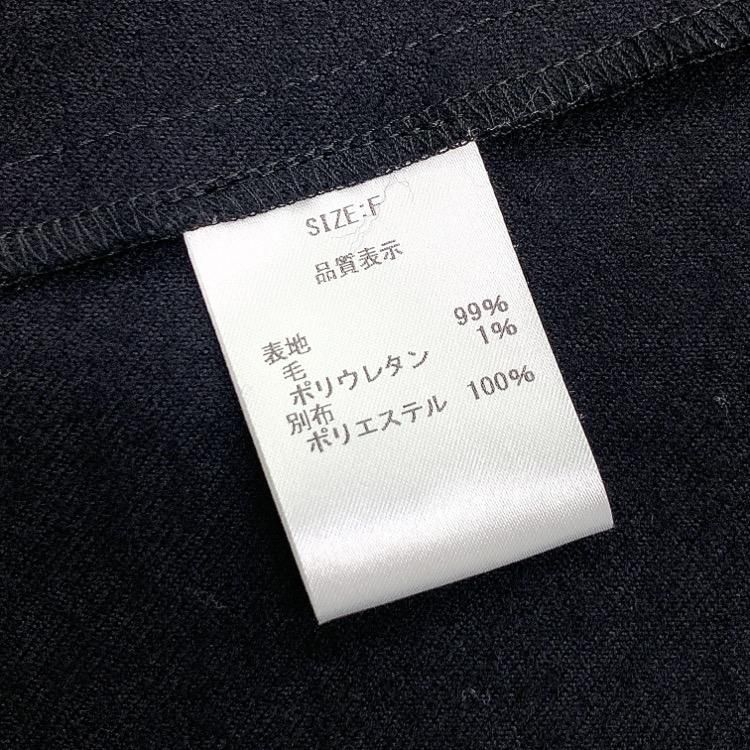 SIZE:F
品質表示
表地
毛 99%
ポリウレタン 1%
別布
ポリエステル 100%